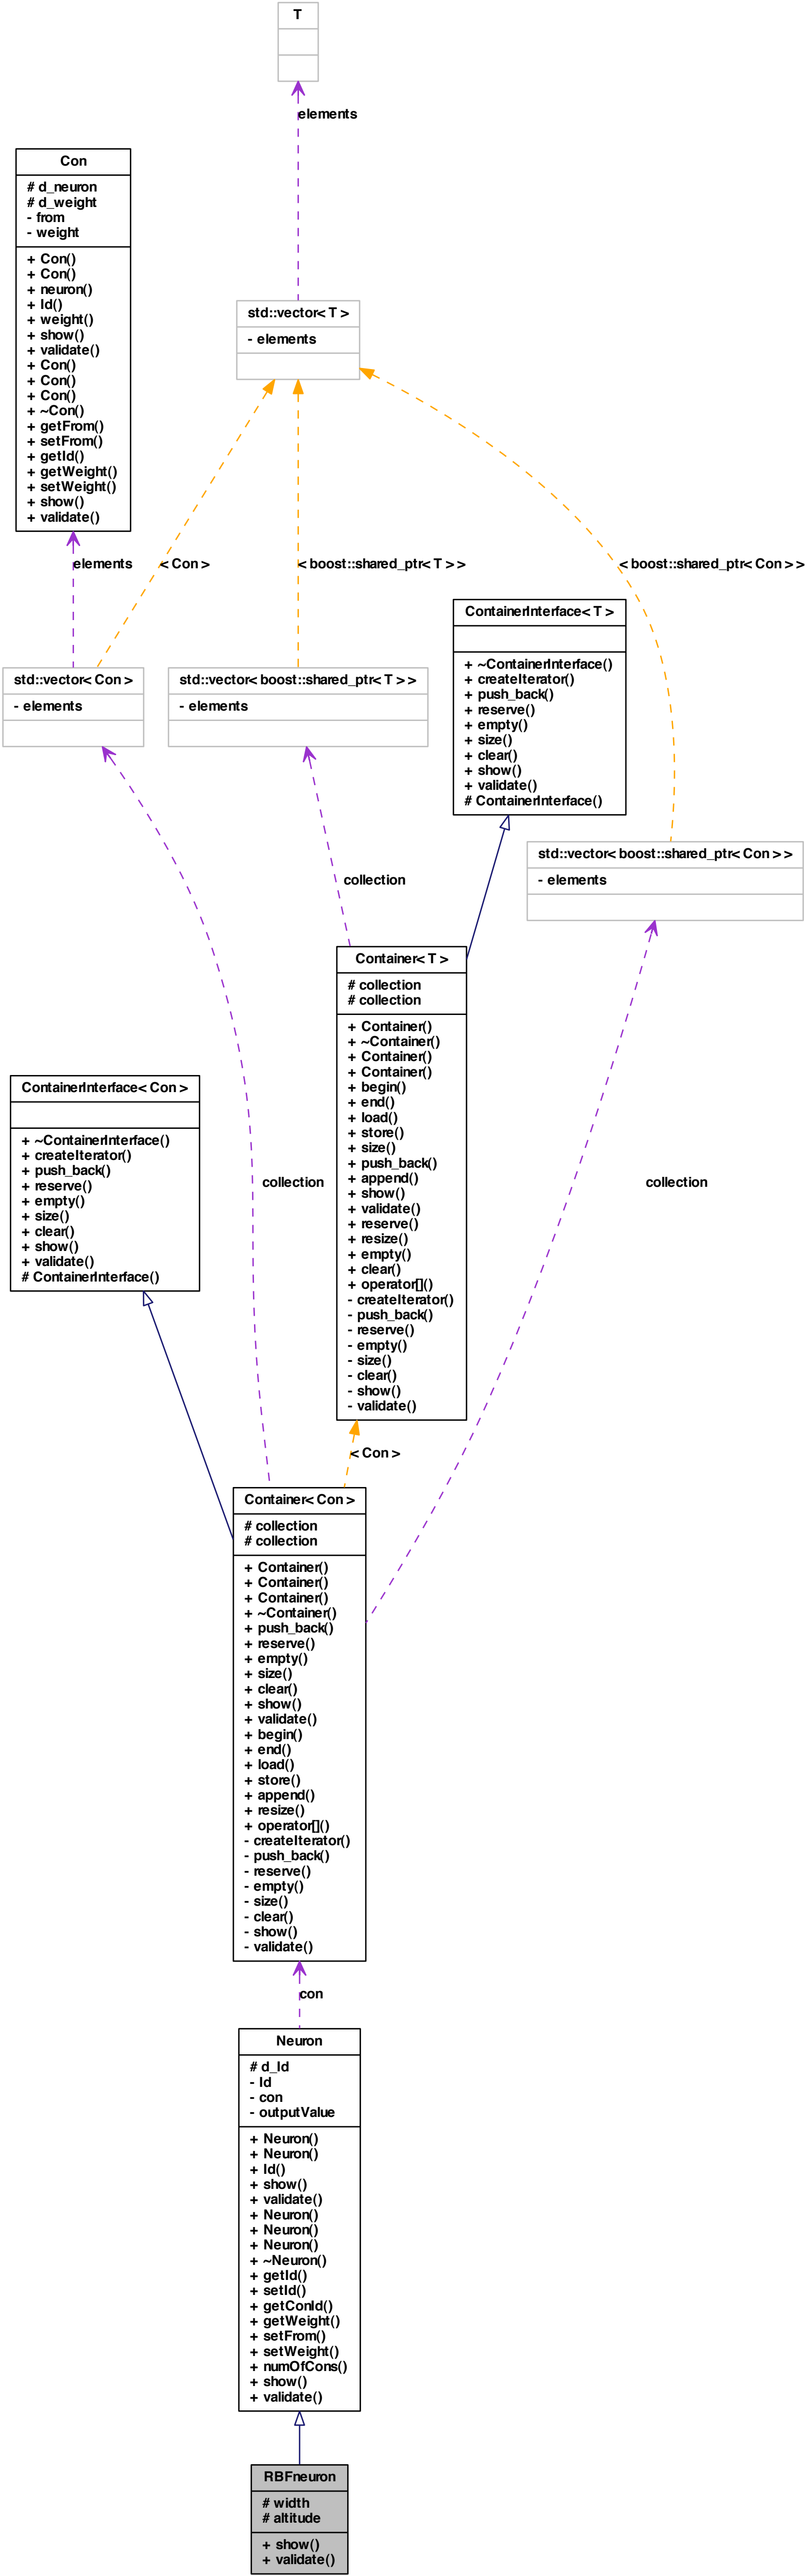 T
elements
Con
# d_neuron
# d_weight
- from
- weight
+ Con()
+ Con()
+ neuron()
+ Id()
+ weight()
+ show()
+ validate()
+ Con()
+ Con()
+ Con()
+ ~Con()
+ getFrom()
+ setFrom()
+ getId()
+ getWeight()
+ setWeight()
+ show()
+ validate()
std::vector< T >
- elements
elements
< Con >
< boost::shared_ptr< T > >
< boost::shared_ptr< Con > >
ContainerInterface< T >
+ ~ContainerInterface()
+ createIterator()
+ push_back()
+ reserve()
+ empty()
+ size()
+ clear()
+ show()
+ validate()
# ContainerInterface()
std::vector< Con >
- elements
std::vector< boost::shared_ptr< T > >
- elements
std::vector< boost::shared_ptr< Con > >
- elements
collection
Container< T >
# collection
# collection
+ Container()
+ ~Container()
+ Container()
+ Container()
+ begin()
+ end()
+ load()
+ store()
+ size()
+ push_back()
+ append()
+ show()
+ validate()
+ reserve()
+ resize()
+ empty()
+ clear()
+ operator[]()
- createIterator()
- push_back()
- reserve()
- empty()
- size()
- clear()
- show()
- validate()
ContainerInterface< Con >
+ ~ContainerInterface()
+ createIterator()
+ push_back()
+ reserve()
+ empty()
+ size()
+ clear()
+ show()
+ validate()
# ContainerInterface()
collection
collection
< Con >
Container< Con >
# collection
# collection
+ Container()
+ Container()
+ Container()
+ ~Container()
+ push_back()
+ reserve()
+ empty()
+ size()
+ clear()
+ show()
+ validate()
+ begin()
+ end()
+ load()
+ store()
+ append()
+ resize()
+ operator[]()
- createIterator()
- push_back()
- reserve()
- empty()
- size()
- clear()
- show()
- validate()
con
Neuron
# d_Id
- Id
- con
- outputValue
+ Neuron()
+ Neuron()
+ Id()
+ show()
+ validate()
+ Neuron()
+ Neuron()
+ Neuron()
+ ~Neuron()
+ getId()
+ setId()
+ getConId()
+ getWeight()
+ setFrom()
+ setWeight()
+ numOfCons()
+ show()
+ validate()
RBFneuron
# width
# altitude
+ show()
+ validate()